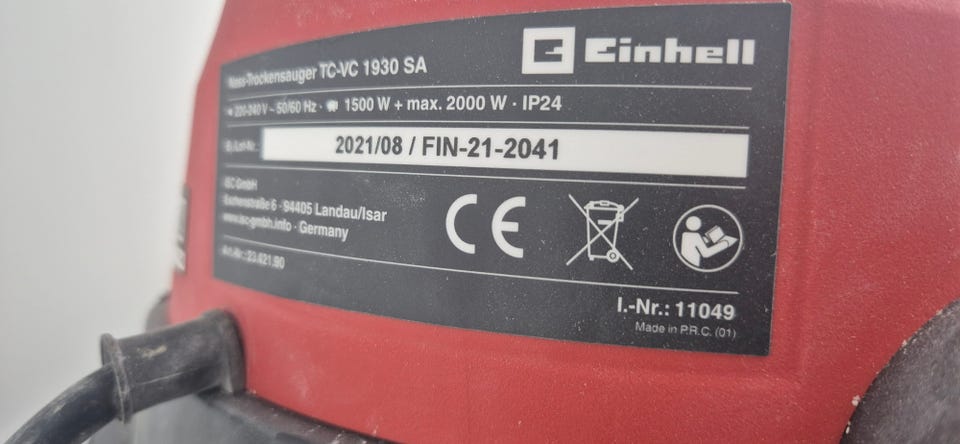 Einhell
Nass-Trockensauger TC-VC 1930 SA
220-240 V ~ 50/60 Hz · 1500 W + max. 2000 W · IP24
2021/08 / FIN-21-2041
ISC GmbH
Eschenstraße 6 · 94405 Landau/Isar
www.isc-gmbh.info · Germany
CE
Art.-Nr.: 23.421.90
I.-Nr.: 11049
Made in P.R.C. (01)